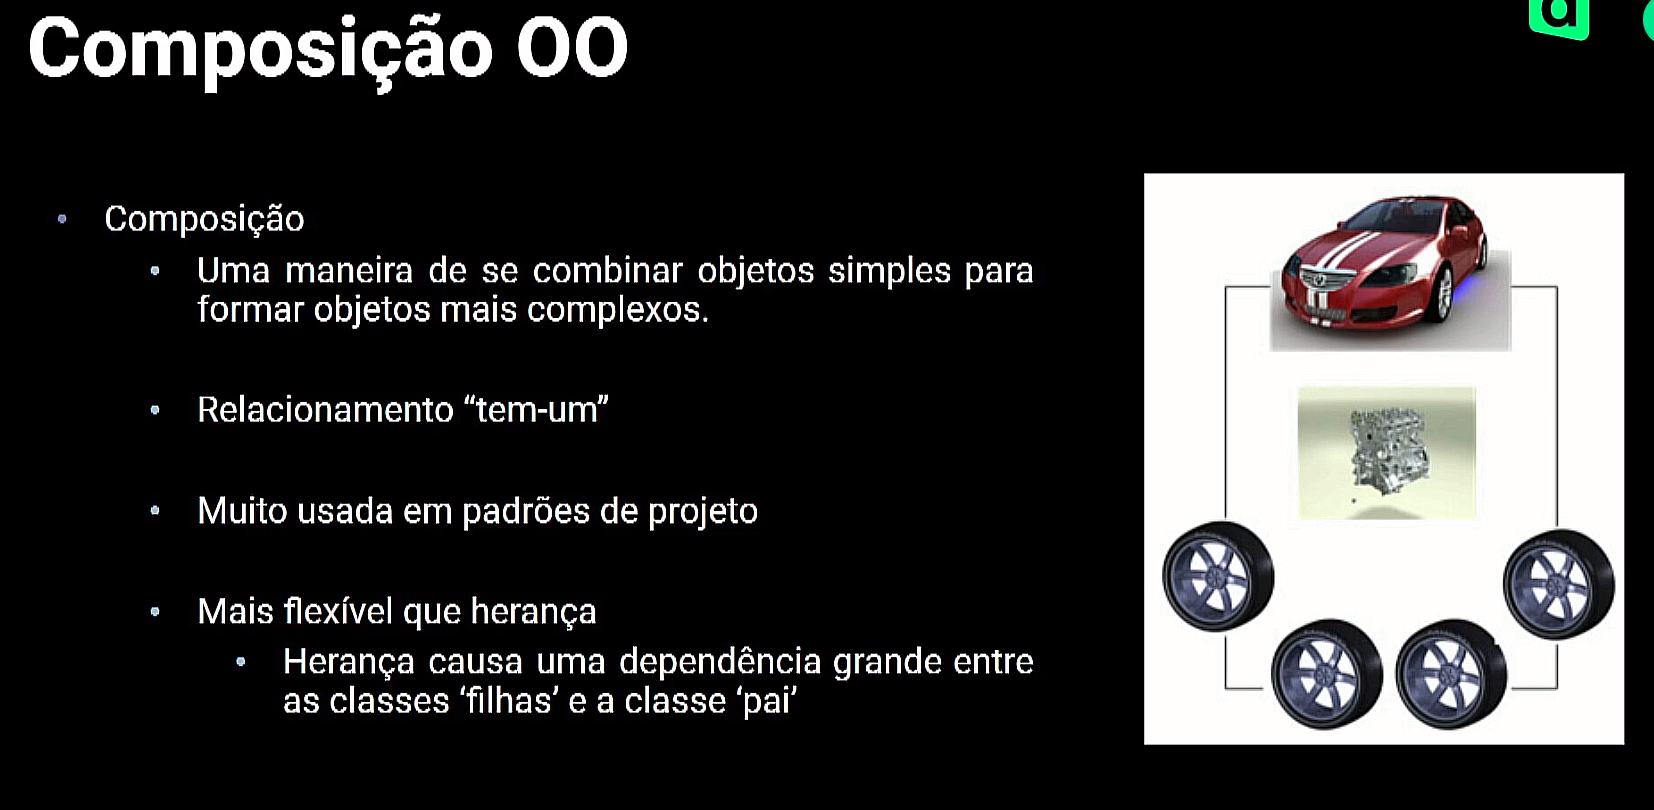 Composição OO
• Composição
• Uma maneira de se combinar objetos simples para
formar objetos mais complexos.
• Relacionamento “tem-um”
• Muito usada em padrões de projeto
• Mais flexível que herança
• Herança causa uma dependência grande entre
as classes ‘filhas’ e a classe ‘pai’